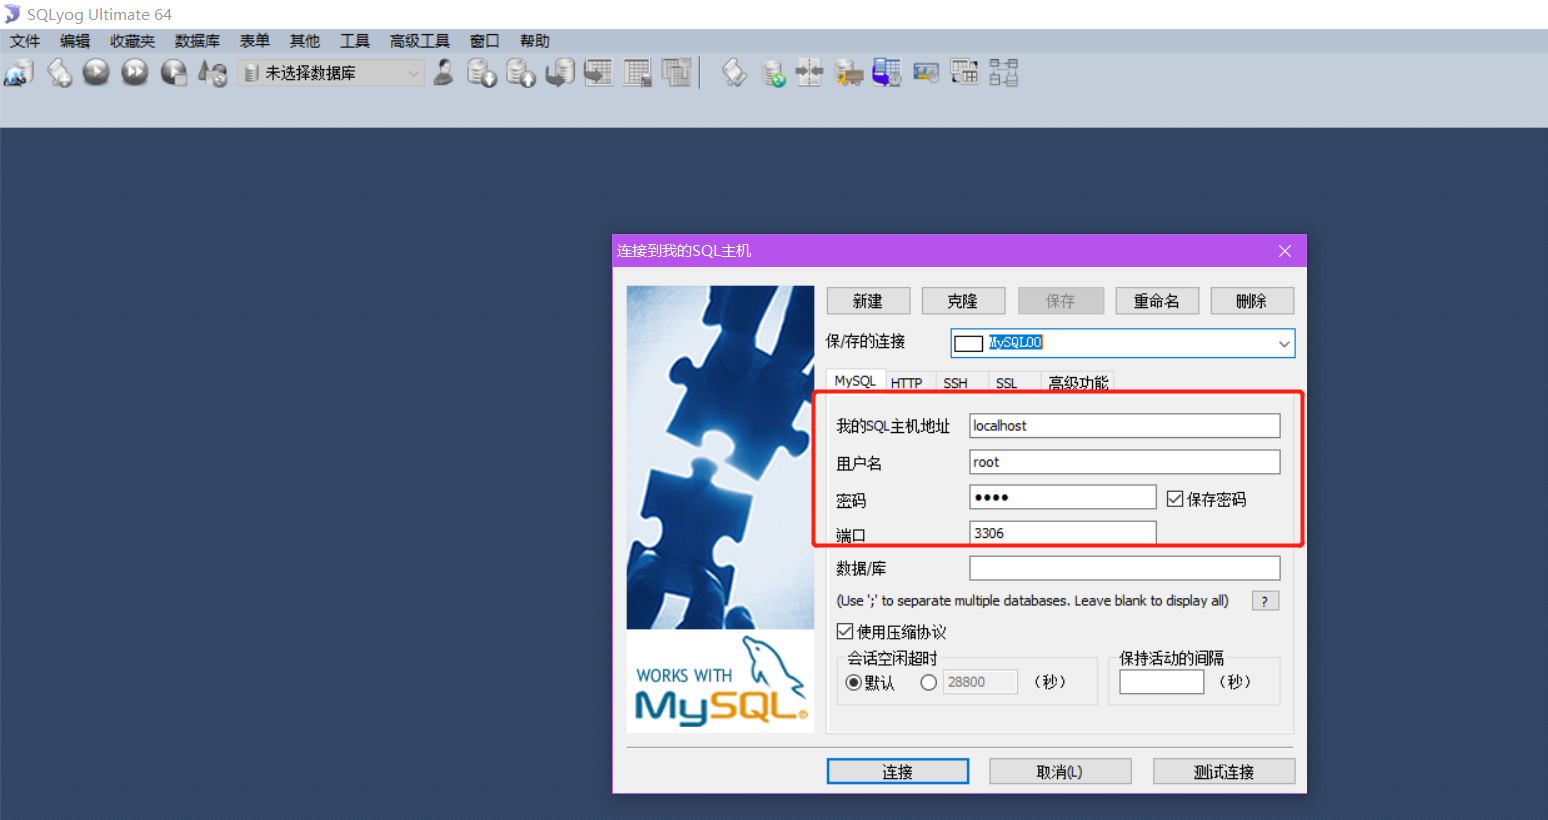 SQLyog Ultimate 64
文件 编辑 收藏夹 数据库 表单 其他 工具 高级工具 窗口 帮助
未选择数据库
连接到我的SQL主机
新建 克隆 保存 重命名 删除
保/存的连接 MySQL00
MySQL HTTP SSH SSL 高级功能
我的SQL主机地址 localhost
用户名 root
密码 ●●●● 保存密码
端口 3306
数据/库
(Use ';' to separate multiple databases. Leave blank to display all) ?
使用压缩协议
会话空闲超时 保持活动的间隔
默认 28800 (秒) (秒)
WORKS WITH
MySQL®
连接 取消(L) 测试连接